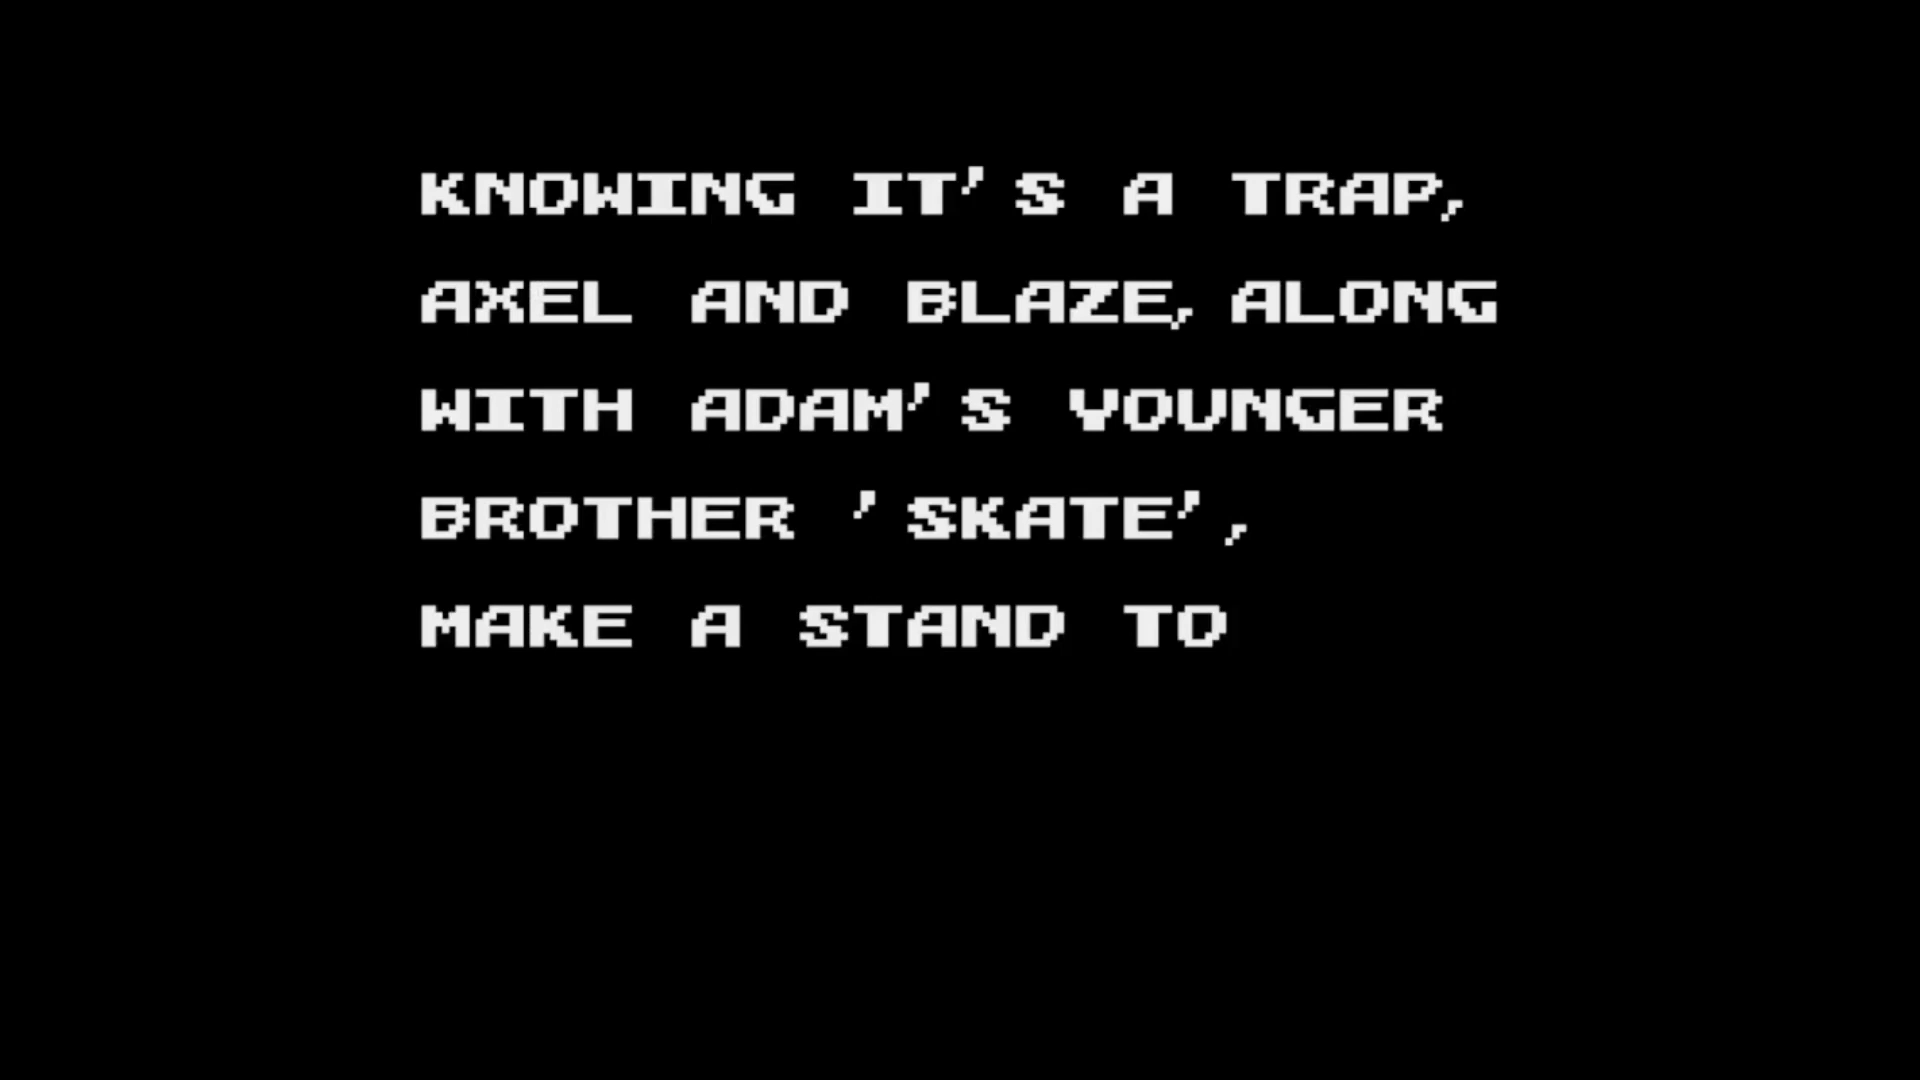 KNOWING IT'S A TRAP,
AXEL AND BLAZE, ALONG
WITH ADAM'S YOUNGER
BROTHER 'SKATE',
MAKE A STAND TO